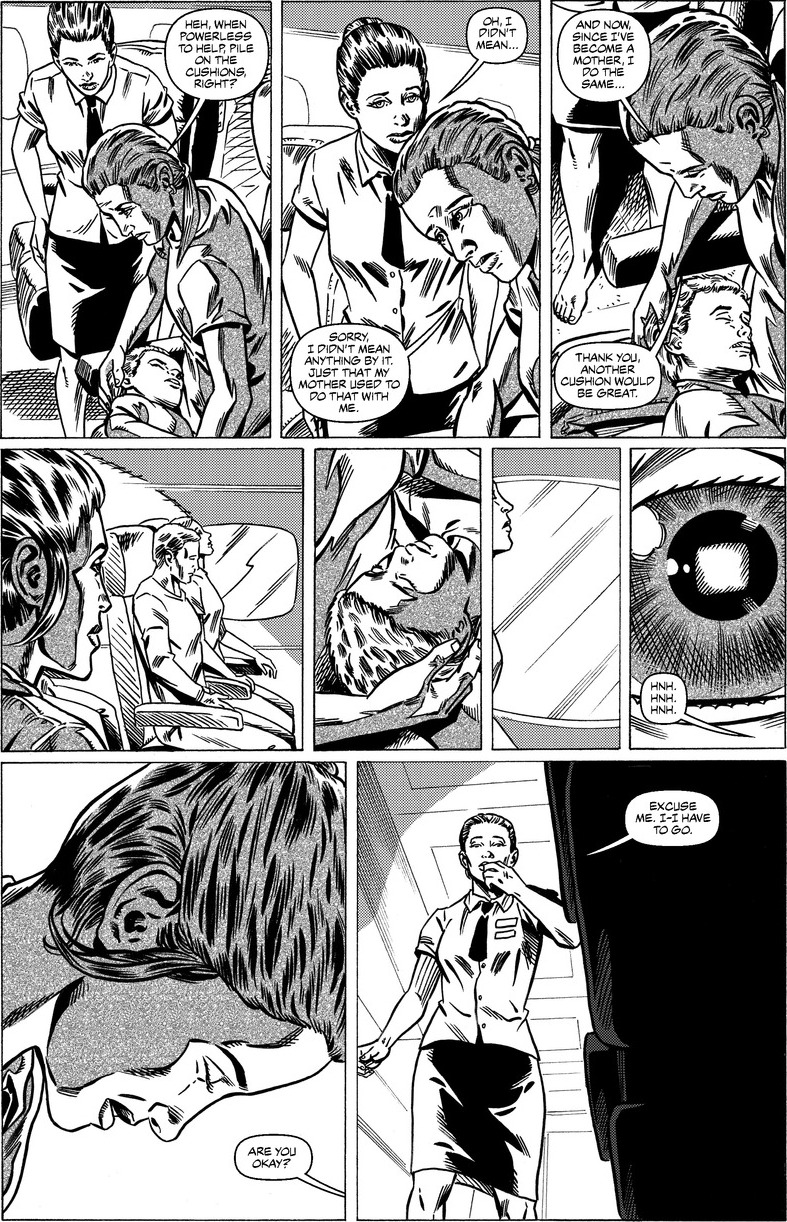 HEH, WHEN
POWERLESS
TO HELP, PILE
ON THE
CUSHIONS,
RIGHT?
OH, I
DIDN'T
MEAN...
SORRY,
I DIDN'T MEAN
ANYTHING BY IT.
JUST THAT MY
MOTHER USED TO
DO THAT WITH
ME.
AND NOW,
SINCE I'VE
BECOME A
MOTHER, I
DO THE
SAME...
THANK YOU,
ANOTHER
CUSHION WOULD
BE GREAT.
HNH.
HNH.
HNH.
ARE YOU
OKAY?
EXCUSE
ME. I-I HAVE
TO GO.